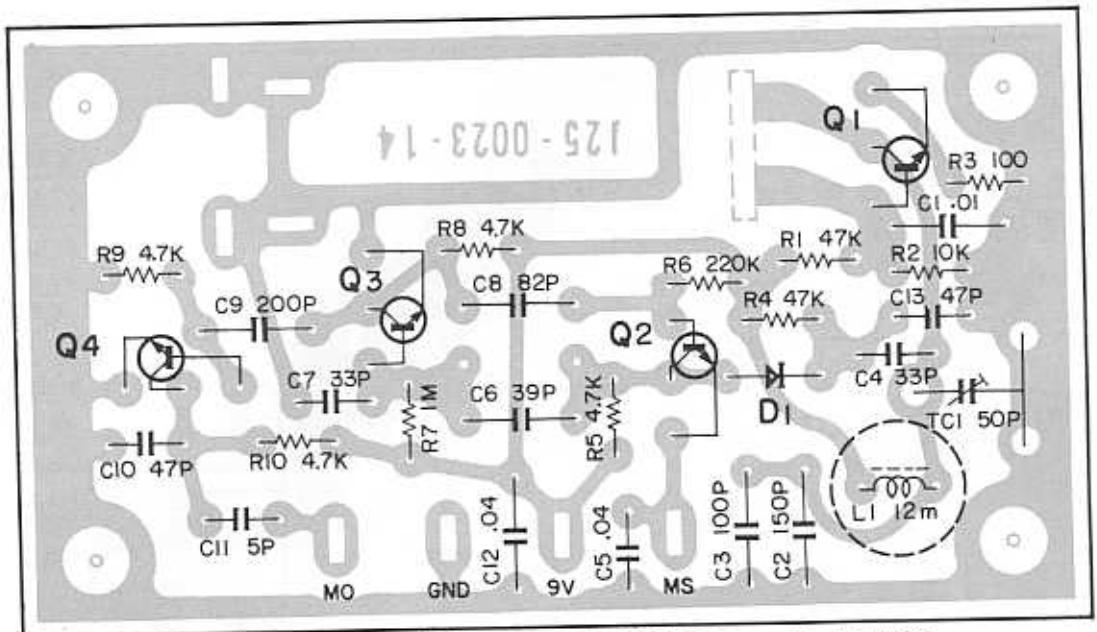 J25-0023-14
Q1
R3 100
C1 .01
R8 4.7K
R1 47K
R2 10K
R9 4.7K
Q3
C8 82P
R6 220K
C13 47P
C9 200P
R4 47K
Q4
Q2
C7 33P
C6 39P
C4 33P
R7 1M
R5 4.7K
D1
TC1 50P
C10 47P
R10 4.7K
L1 12m
C11 5P
C12 .04
C5 .04
C3 100P
C2 150P
MO
GND
9V
MS